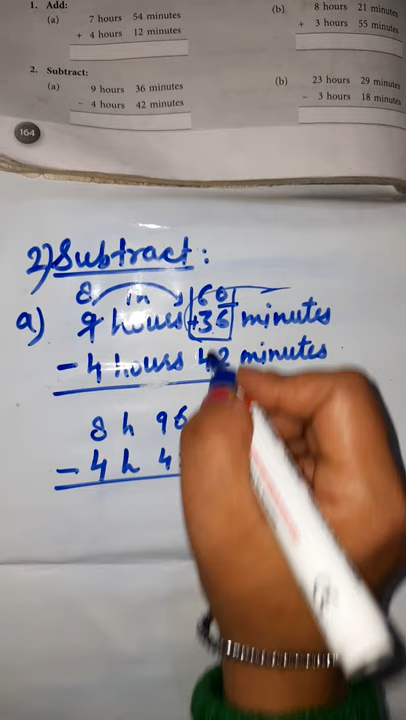 1. Add:
(a) 7 hours 54 minutes
+ 4 hours 12 minutes
(b) 8 hours 21 minutes
+ 3 hours 55 minutes
2. Subtract:
(a) 9 hours 36 minutes
− 4 hours 42 minutes
(b) 23 hours 29 minutes
− 3 hours 18 minutes
164
2) Subtract:
8 1h 60
a) 9 hours +36 minutes
− 4 hours 42 minutes
8 h 96
− 4 h 4